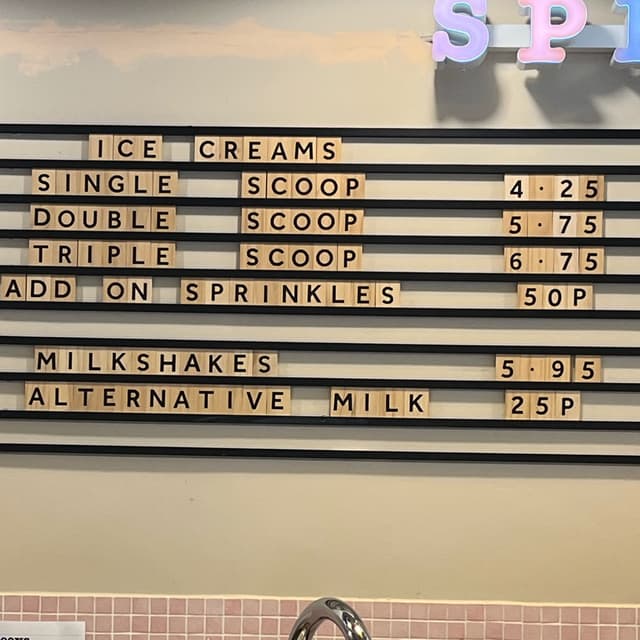 SP
ICE CREAMS
SINGLE SCOOP 4.25
DOUBLE SCOOP 5.75
TRIPLE SCOOP 6.75
ADD ON SPRINKLES 50P
MILKSHAKES 5.95
ALTERNATIVE MILK 25P